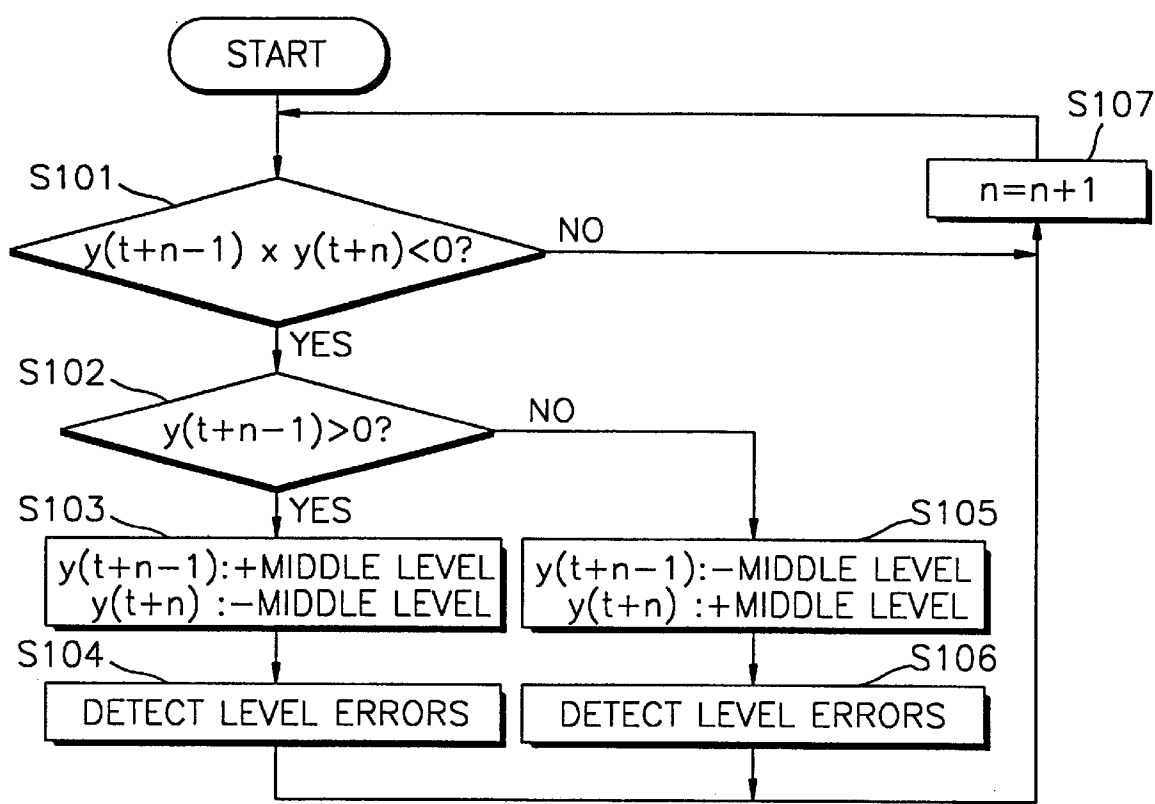 START
S107
n=n+1
S101
y(t+n−1) x y(t+n)<0?
NO
YES
S102
y(t+n−1)>0?
NO
YES
S103
y(t+n−1):+MIDDLE LEVEL
y(t+n) :−MIDDLE LEVEL
S105
y(t+n−1):−MIDDLE LEVEL
y(t+n) :+MIDDLE LEVEL
S104
DETECT LEVEL ERRORS
S106
DETECT LEVEL ERRORS